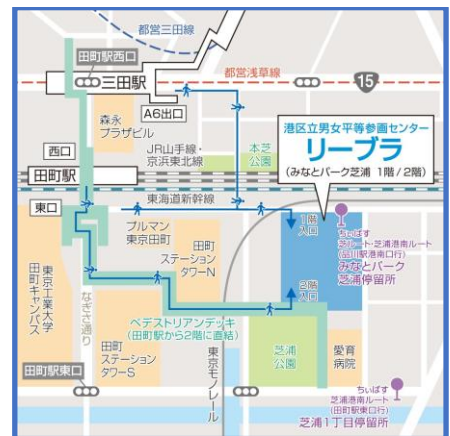 都営三田線
田町駅西口
都営浅草線
三田駅
15
A6出口
森永
プラザビル
港区立男女平等参画センター
リーブラ
(みなとパーク芝浦 1階/2階)
JR山手線・
京浜東北線
本芝
公園
西口
田町駅
東海道新幹線
東口
プルマン
東京田町
田町
ステーション
タワーN
1階
入口
ちぃばす
芝ルート・芝浦港南ルート
(品川駅港南口行)
みなとパーク
芝浦停留所
2階
入口
東京工業大学
田町キャンパス
なぎさ通り
ペデストリアンデッキ
(田町駅から2階に直結)
田町
ステーション
タワーS
東京モノレール
芝浦
公園
愛育
病院
田町駅東口
ちぃばす
芝浦港南ルート
(田町駅東口行)
芝浦1丁目停留所